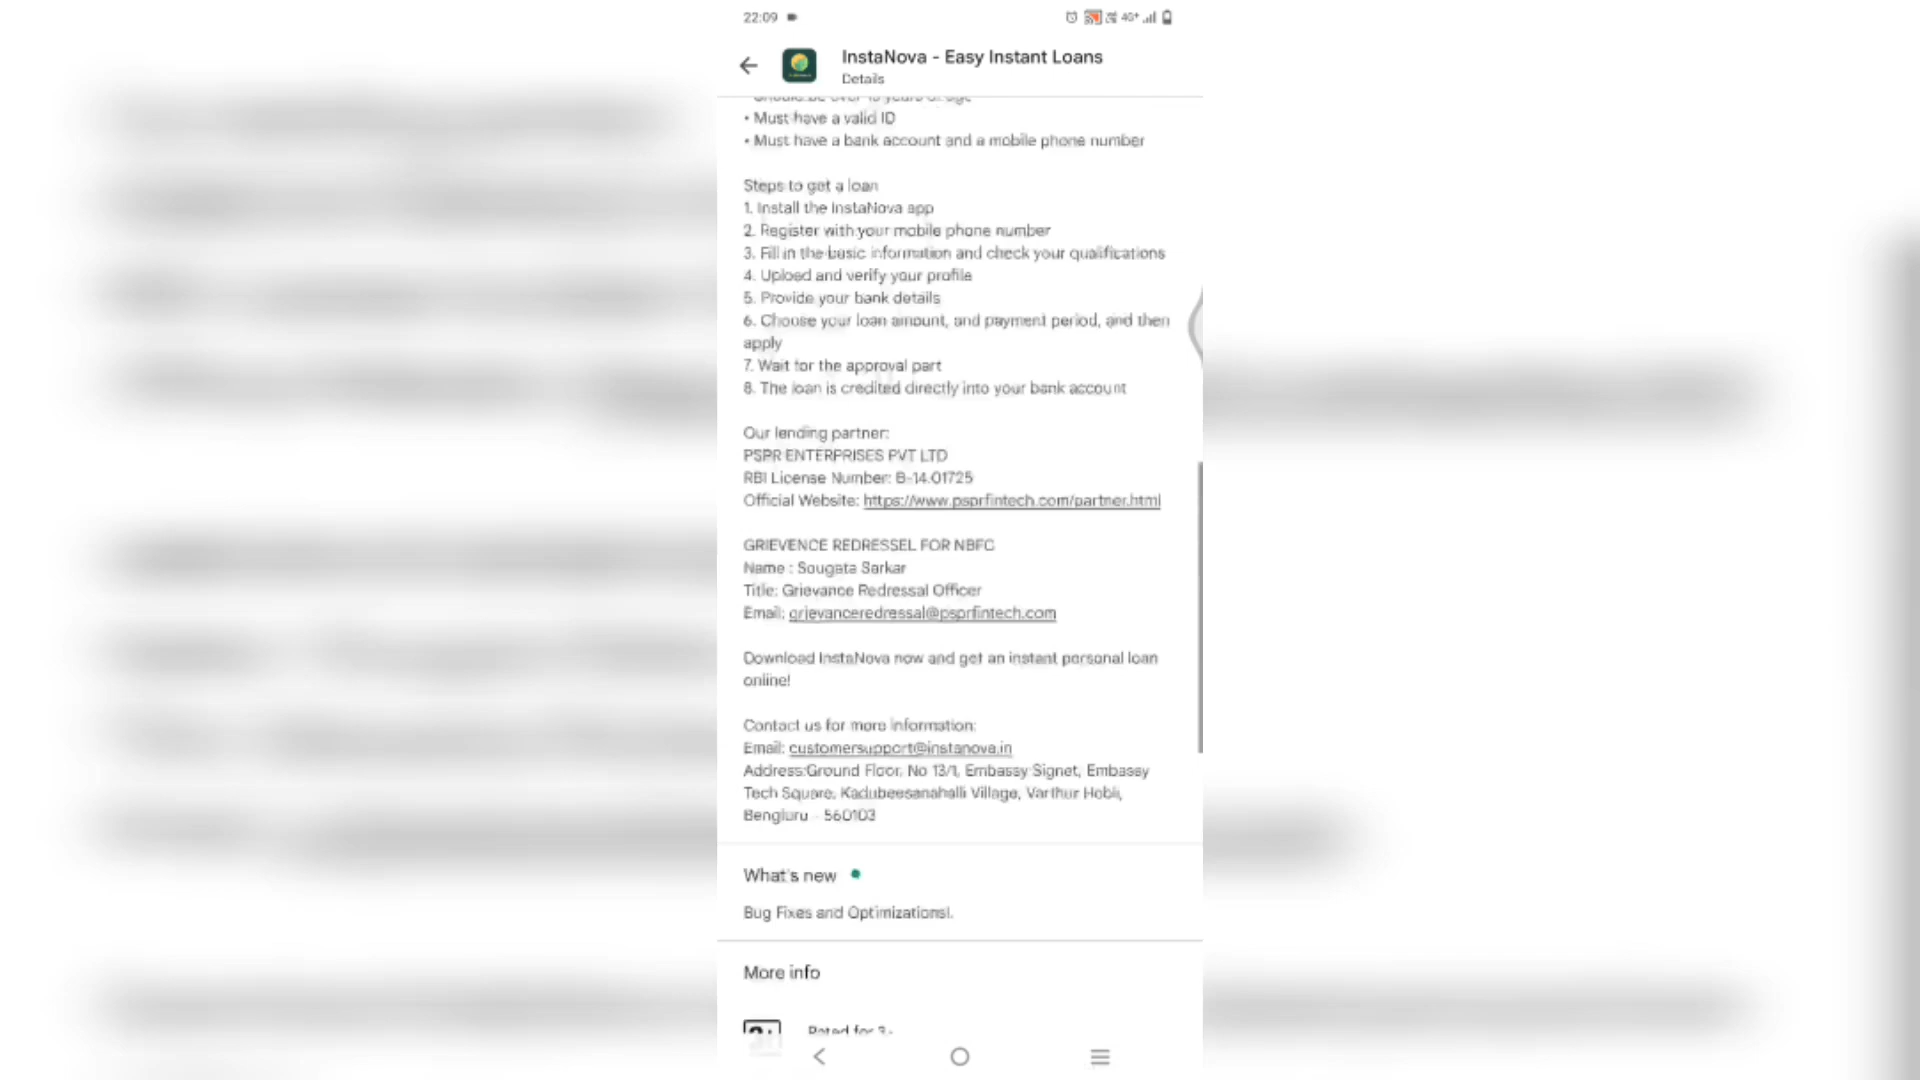 22:09
4G+
InstaNova - Easy Instant Loans
Details
• Must have a valid ID
• Must have a bank account and a mobile phone number
Steps to get a loan
1. Install the InstaNova app
2. Register with your mobile phone number
3. Fill in the basic information and check your qualifications
4. Upload and verify your profile
5. Provide your bank details
6. Choose your loan amount, and payment period, and then
apply
7. Wait for the approval part
8. The loan is credited directly into your bank account
Our lending partner:
PSPR ENTERPRISES PVT LTD
RBI License Number: B-14.01725
Official Website: https://www.psprfintech.com/partner.html
GRIEVENCE REDRESSEL FOR NBFC
Name : Sougata Sarkar
Title: Grievance Redressal Officer
Email: grievanceredressal@psprfintech.com
Download InstaNova now and get an instant personal loan
online!
Contact us for more information:
Email: customersupport@instanova.in
Address:Ground Floor, No 13/1, Embassy Signet, Embassy
Tech Square, Kadubeesanahalli Village, Varthur Hobli,
Bengluru - 560103
What's new
Bug Fixes and Optimizations!.
More info
Rated for 3+